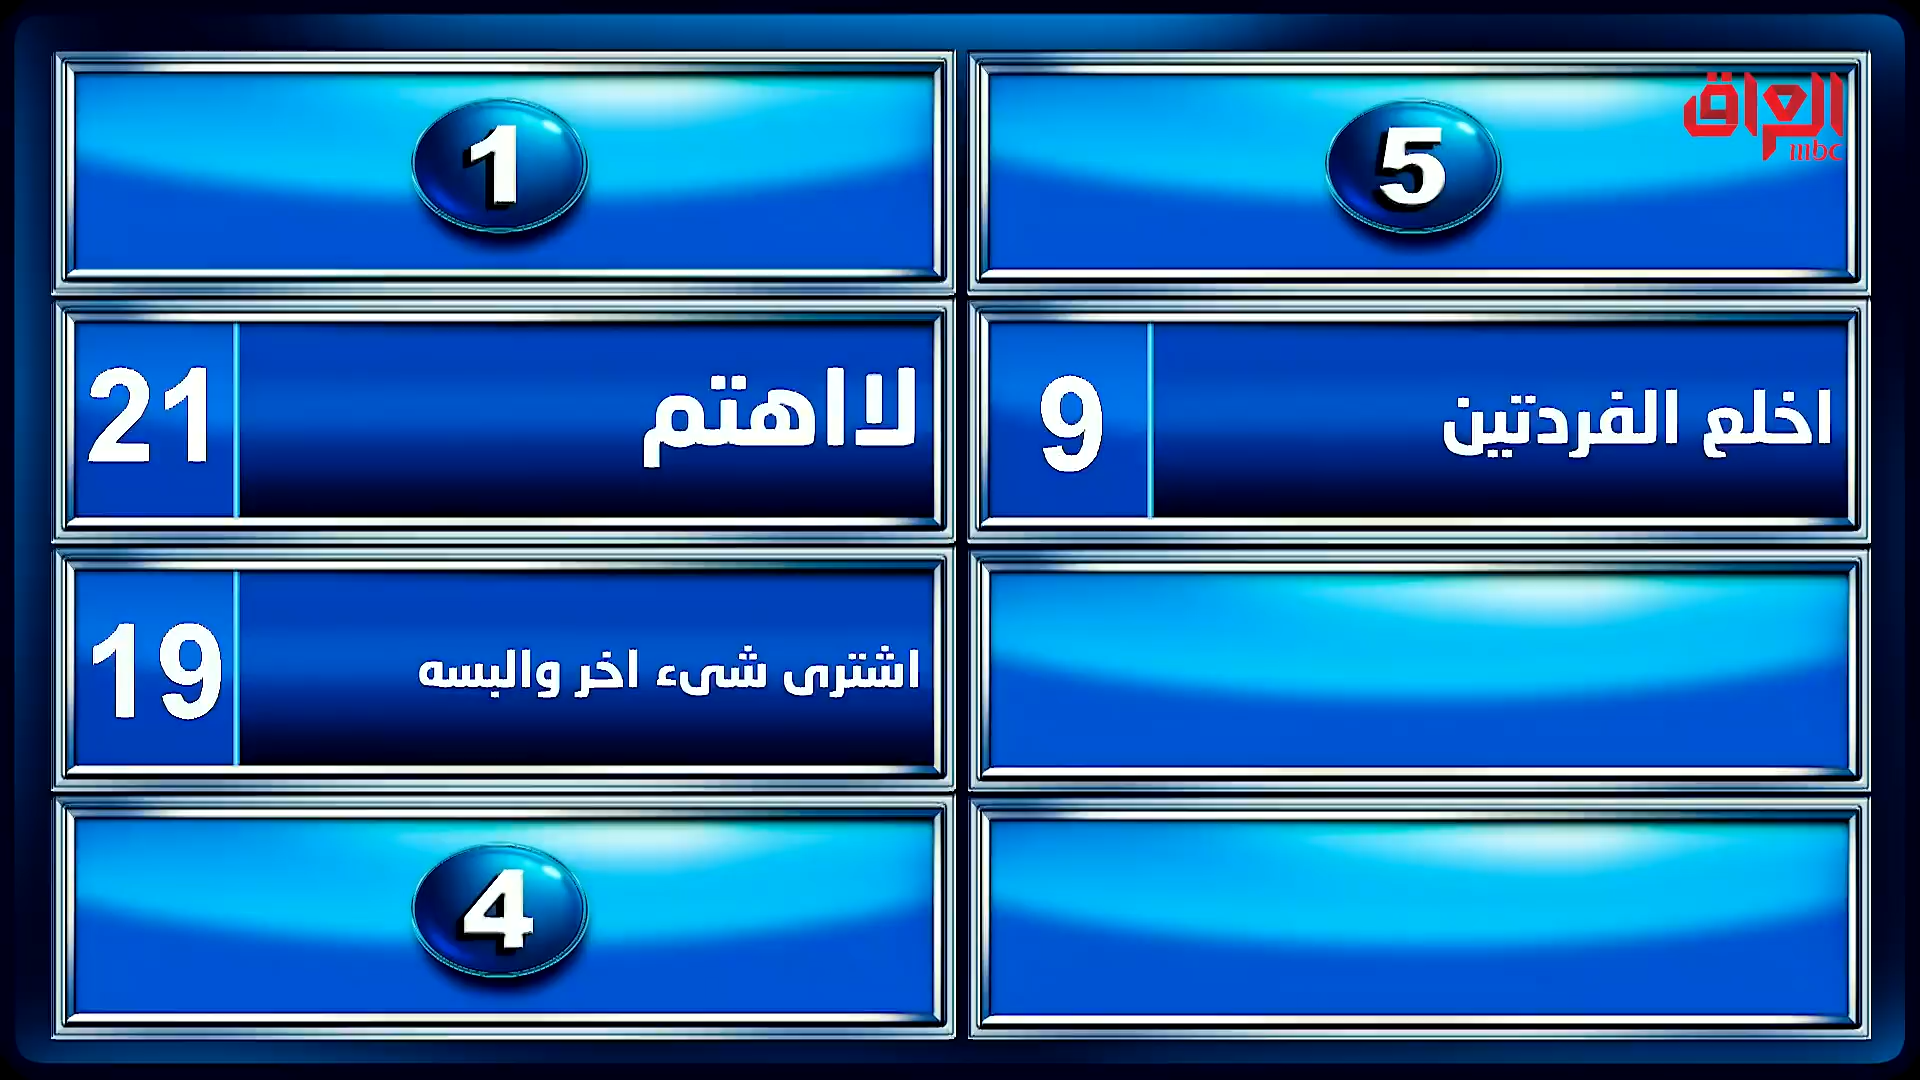 1
5
العراق
mbc
21 لااهتم
9 اخلع الفردتين
19 اشترى شىء اخر والبسه
4